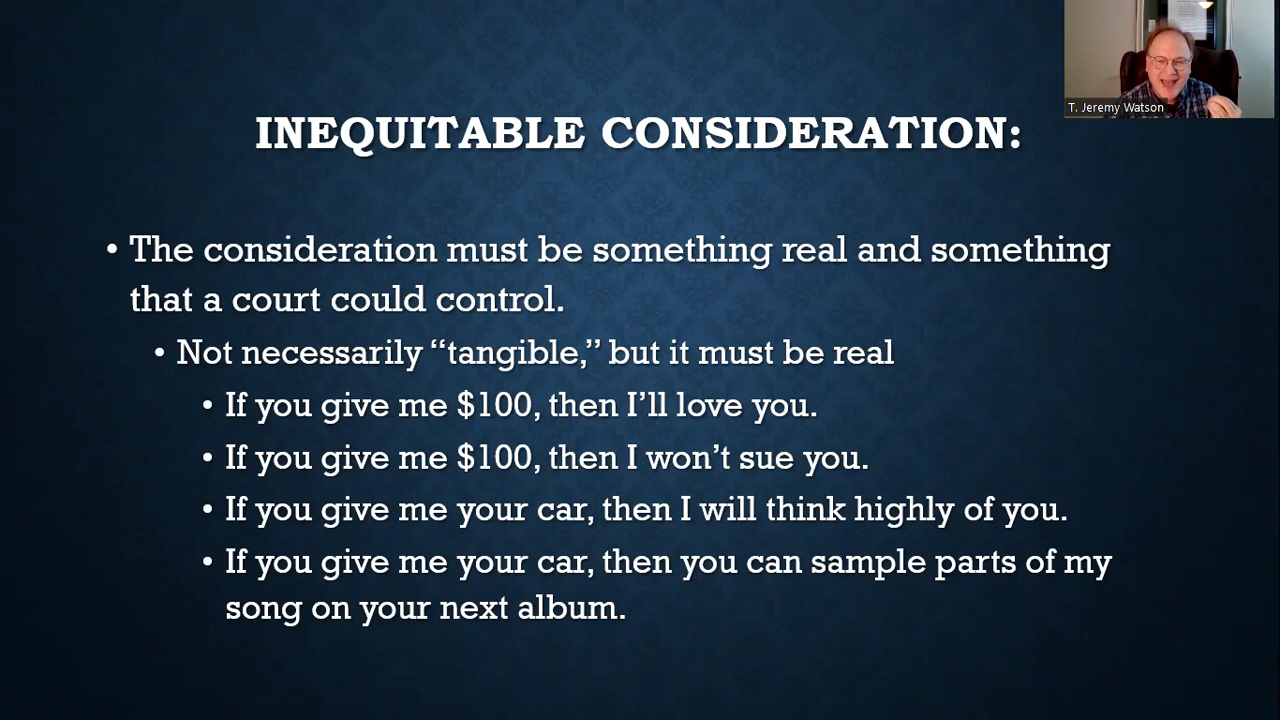 T. Jeremy Watson
INEQUITABLE CONSIDERATION:
• The consideration must be something real and something
that a court could control.
• Not necessarily “tangible,” but it must be real
• If you give me $100, then I’ll love you.
• If you give me $100, then I won’t sue you.
• If you give me your car, then I will think highly of you.
• If you give me your car, then you can sample parts of my
song on your next album.